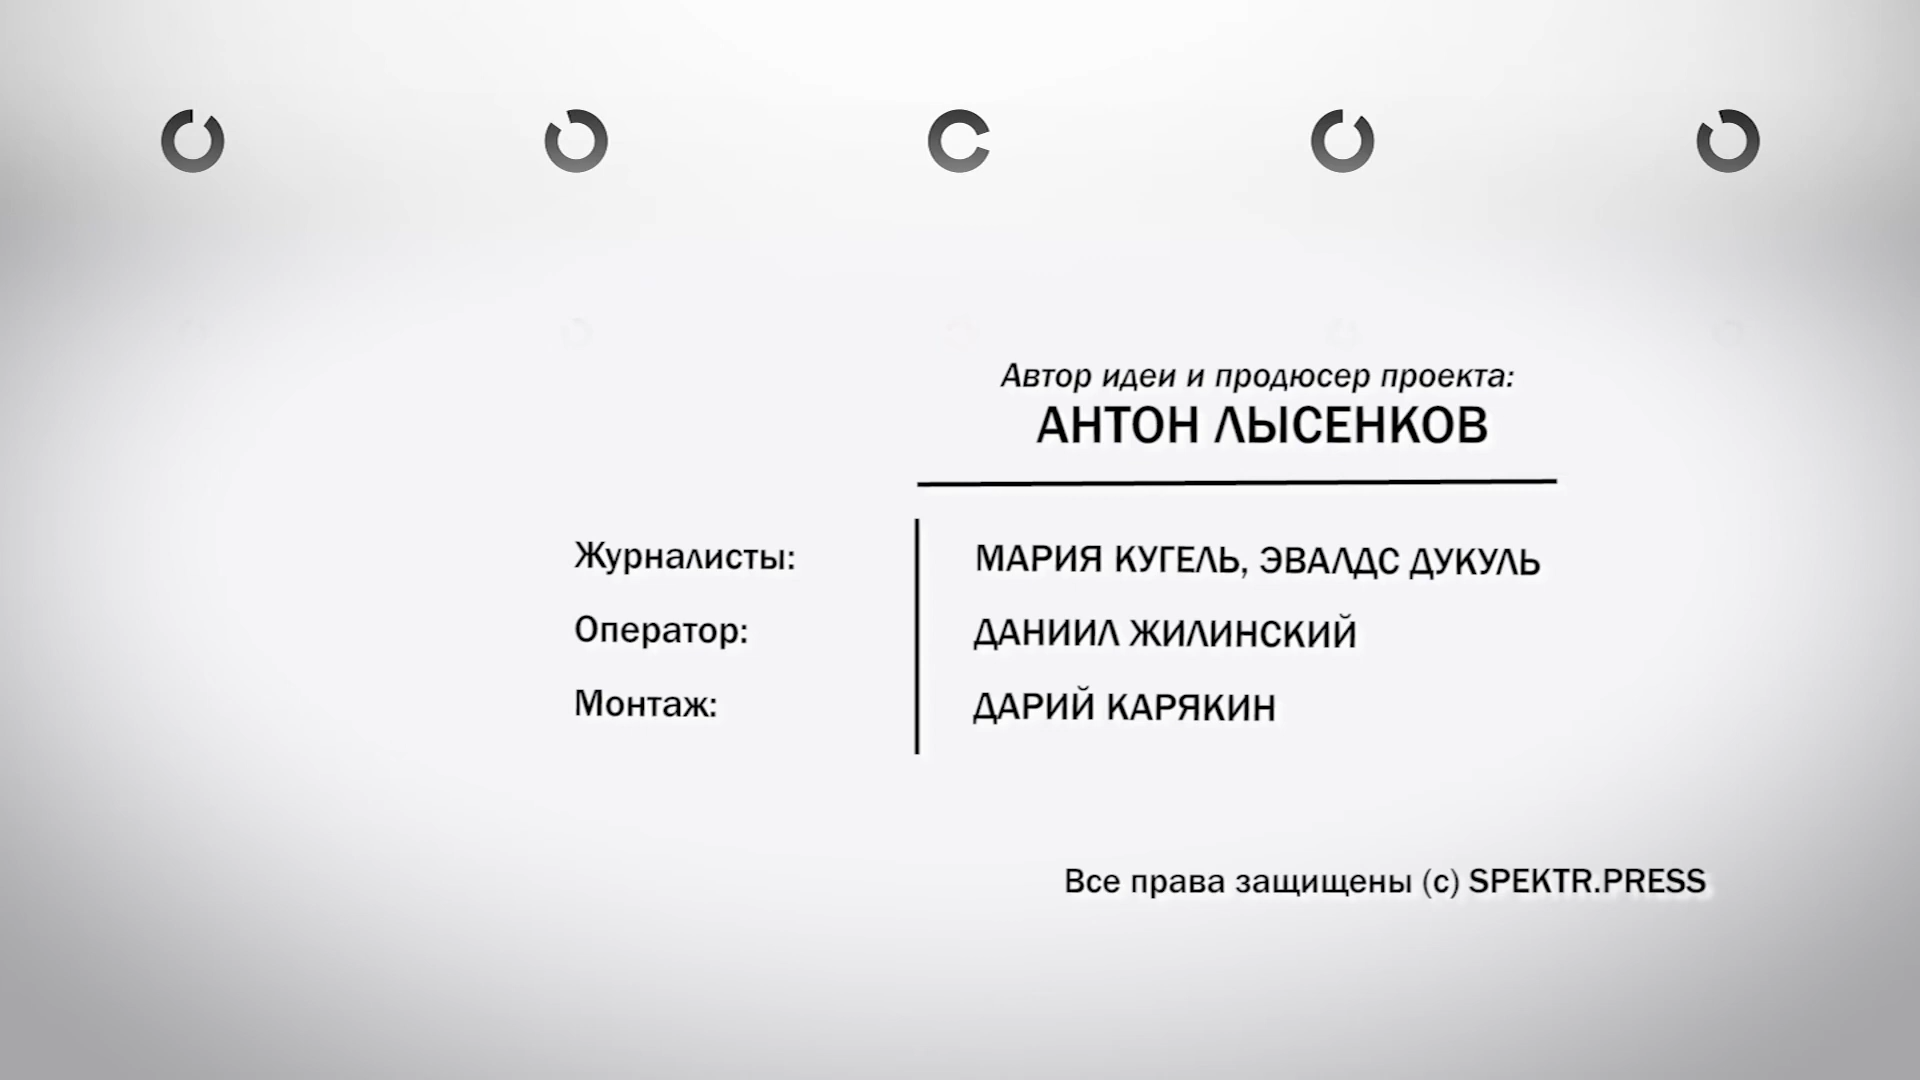 Автор идеи и продюсер проекта:
АНТОН ЛЫСЕНКОВ
Журналисты: МАРИЯ КУГЕЛЬ, ЭВАЛДС ДУКУЛЬ
Оператор: ДАНИИЛ ЖИЛИНСКИЙ
Монтаж: ДАРИЙ КАРЯКИН
Все права защищены (с) SPEKTR.PRESS